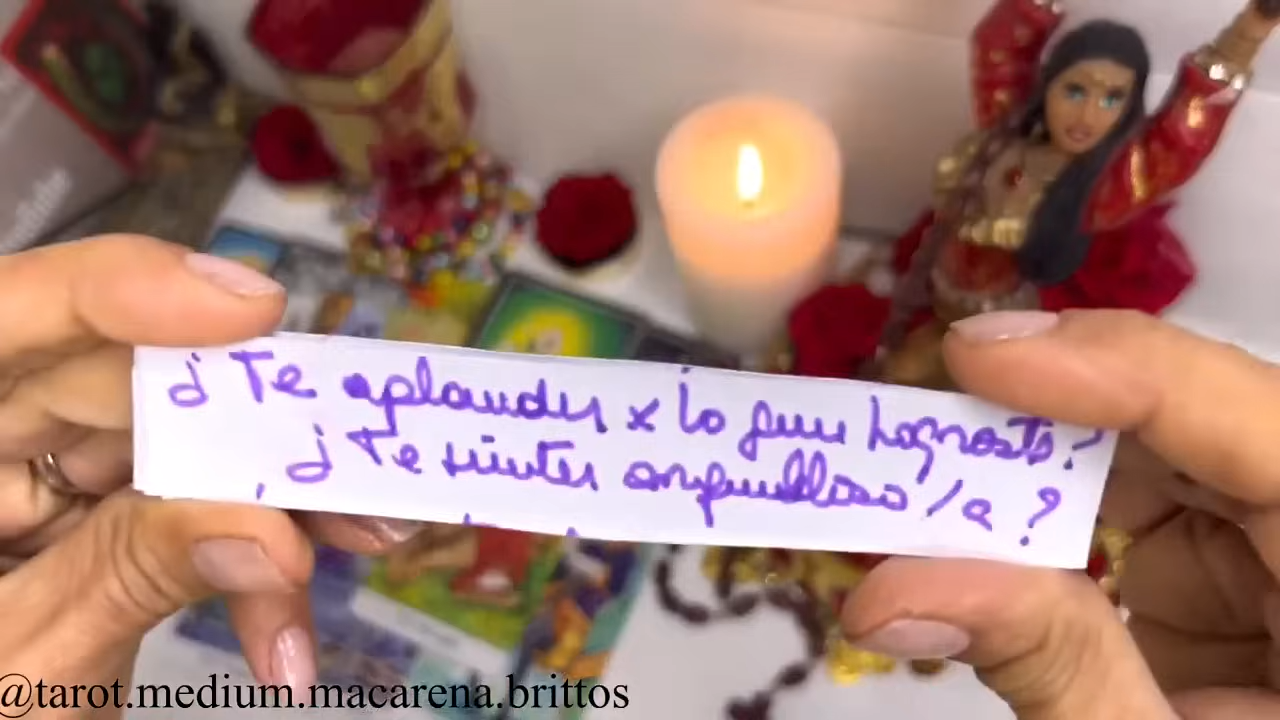 ¿Te aplaudes x lo que lograste?
¿Te sientes orgulloso/a?
@tarot.medium.macarena.brittos